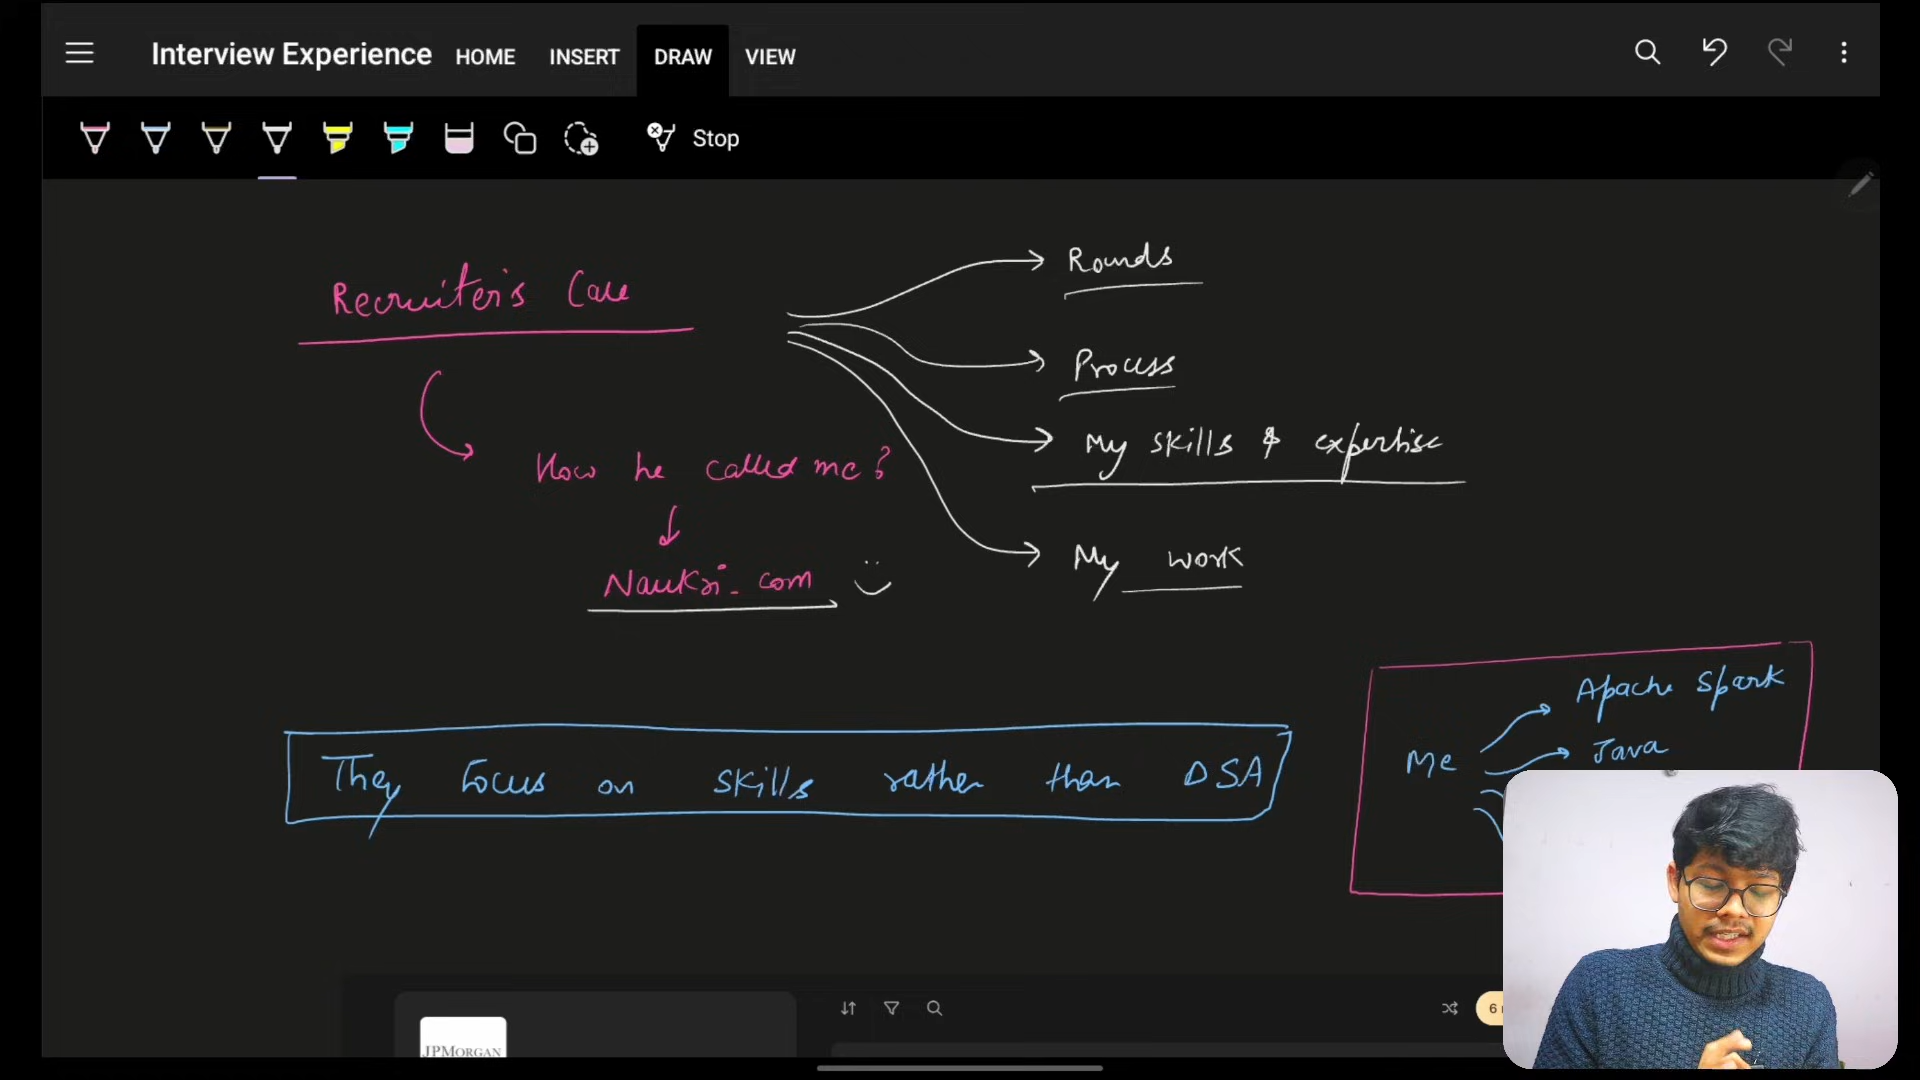 Interview Experience HOME INSERT DRAW VIEW
Stop
Recruiter's Call
Rounds
Process
My skills & expertise
My work
How he called me?
Naukri.com
They focus on skills rather than DSA
Me
Apache Spark
Java
JPMORGAN
6